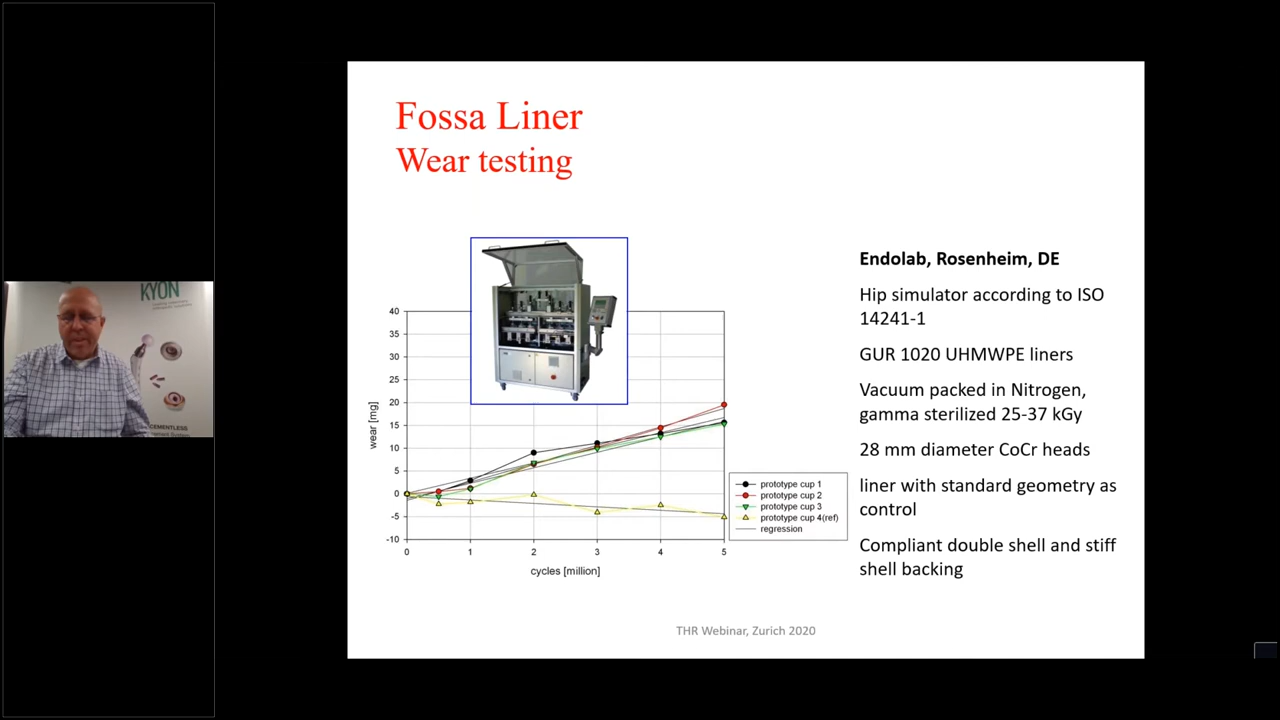 KYON
CEMENTLESS
Fossa Liner
Wear testing
Endolab, Rosenheim, DE
Hip simulator according to ISO
14241-1
GUR 1020 UHMWPE liners
Vacuum packed in Nitrogen,
gamma sterilized 25-37 kGy
28 mm diameter CoCr heads
liner with standard geometry as
control
Compliant double shell and stiff
shell backing
wear [mg]
40
35
30
25
20
15
10
5
0
-5
-10
0 1 2 3 4 5
cycles [million]
prototype cup 1
prototype cup 2
prototype cup 3
prototype cup 4(ref)
regression
THR Webinar, Zurich 2020